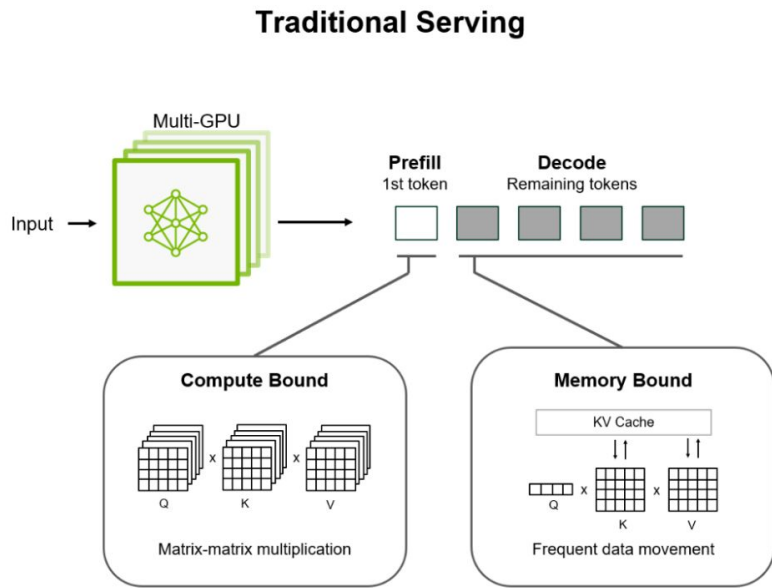 Traditional Serving
Multi-GPU
Input
Prefill
1st token
Decode
Remaining tokens
Compute Bound
x
x
Q
K
V
Matrix-matrix multiplication
Memory Bound
KV Cache
x
x
Q
K
V
Frequent data movement